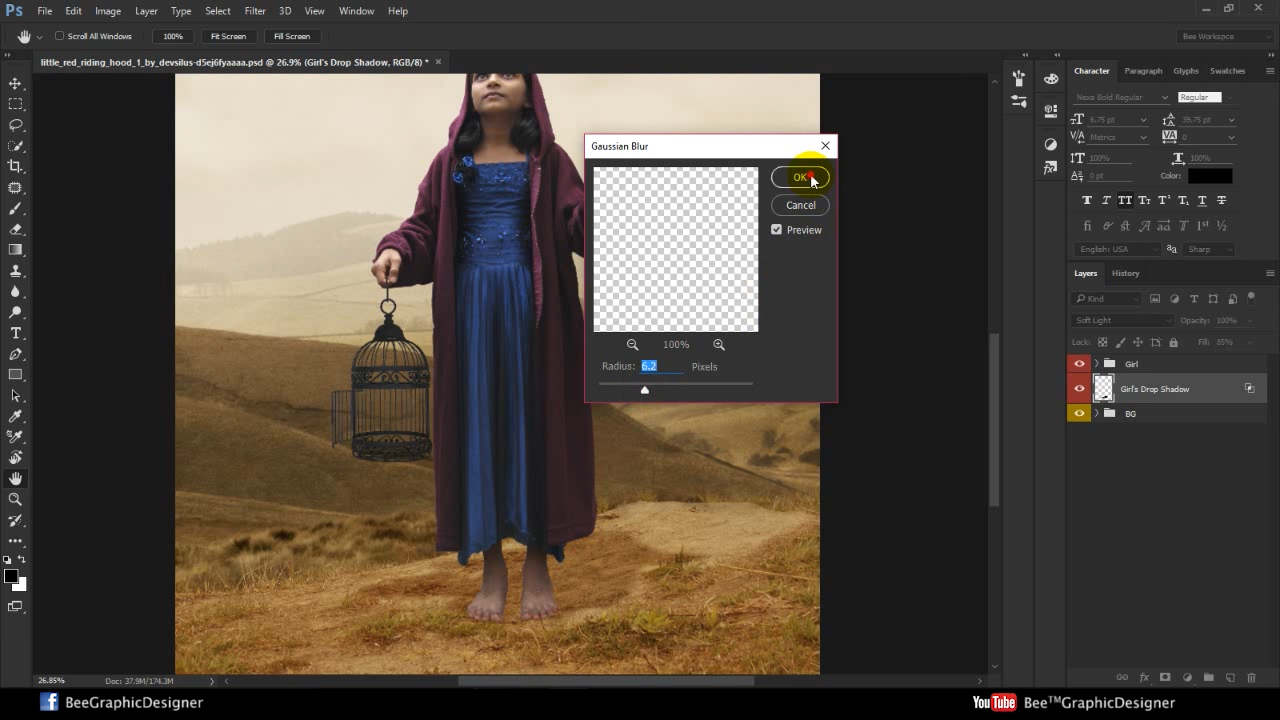 Ps File Edit Image Layer Type Select Filter 3D View Window Help
Scroll All Windows 100% Fit Screen Fill Screen Bee Workspce
little_red_riding_hood_1_by_devsilus-d5ej6fyaaaa.psd @ 26.9% (Girl's Drop Shadow, RGB/8) *
Character Paragraph Glyphs Swatches
Nexa Bold Regular Regular
6,75 pt 39,75 pt
Metrics 0
100% 100%
0 pt Color:
English: USA aa Sharp
Gaussian Blur
OK
Cancel
Preview
100%
Radius: 6,2 Pixels
Layers History
Kind
Soft Light Opacity: 100%
Lock: Fill: 85%
Girl
Girl's Drop Shadow
BG
26.85% Doc: 37.9M/174.3M
BeeGraphicDesigner
YouTube Bee™GraphicDesigner